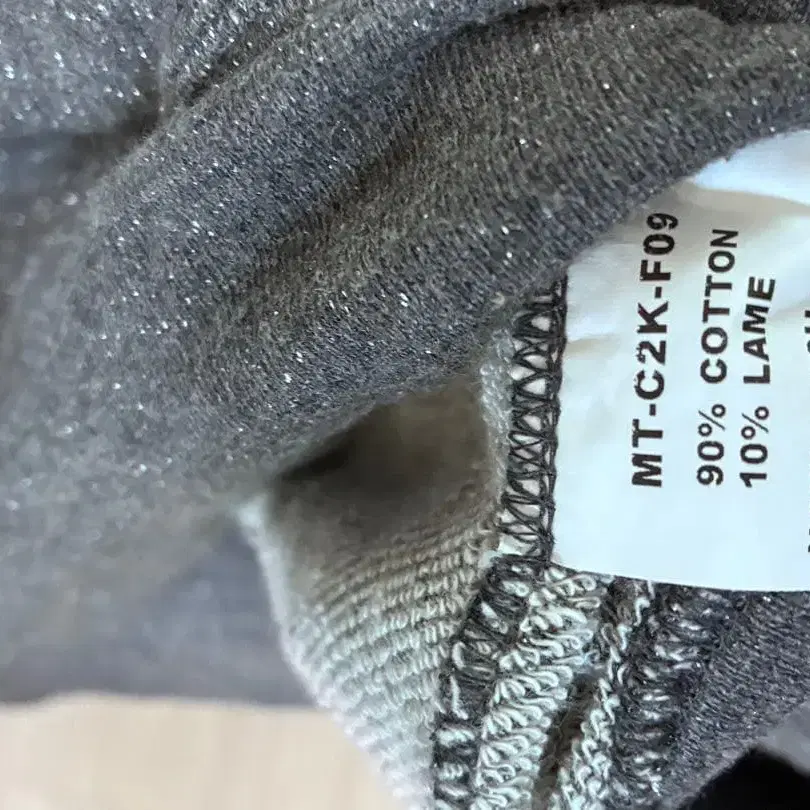 MT-C2K-F09
90% COTTON
10% LAME